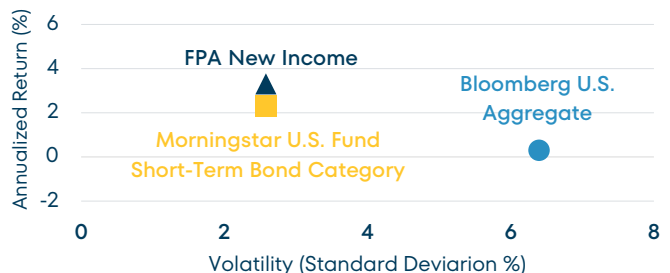 Annualized Return (%)
6
4
2
0
-2
FPA New Income
Bloomberg U.S.
Aggregate
Morningstar U.S. Fund
Short-Term Bond Category
0
2
4
6
8
Volatility (Standard Deviarion %)